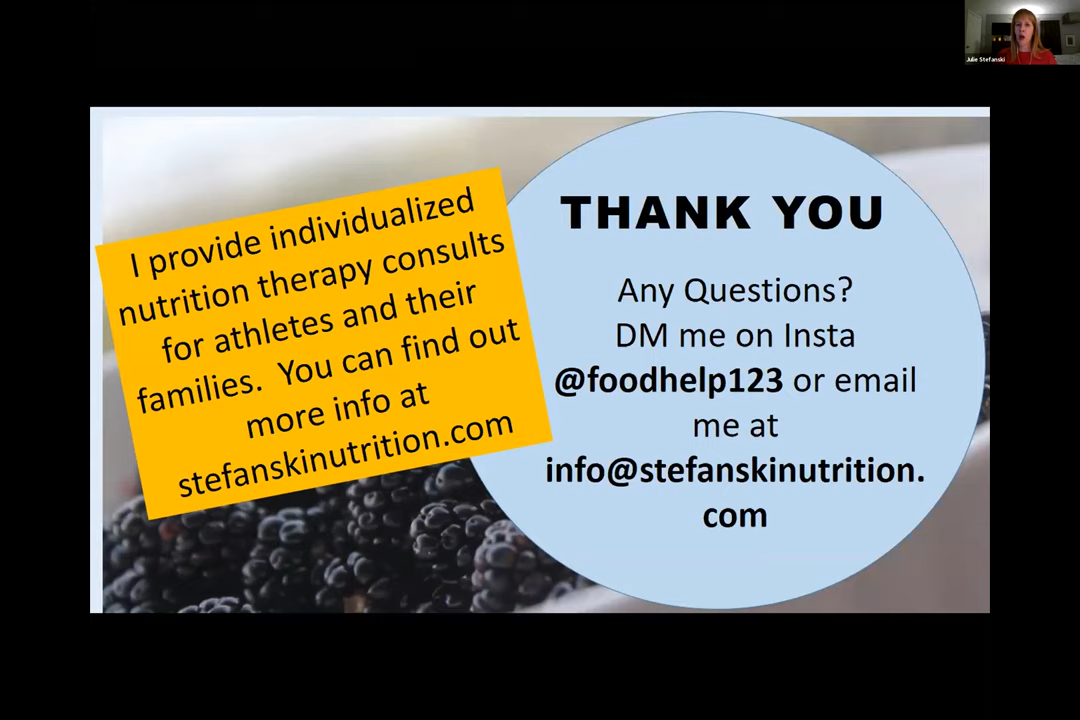 Julie Stefanski
I provide individualized
nutrition therapy consults
for athletes and their
families.  You can find out
more info at
stefanskinutrition.com
THANK YOU
Any Questions?
DM me on Insta
@foodhelp123 or email
me at
info@stefanskinutrition.
com